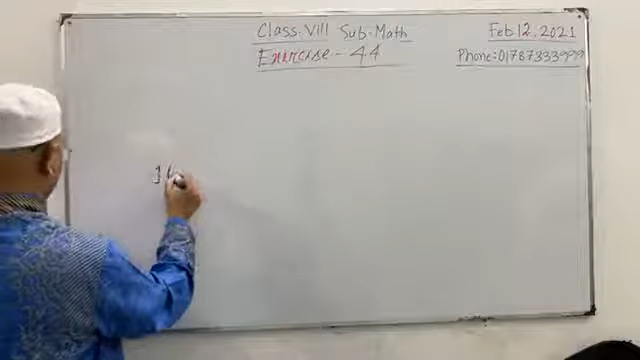 Class-VIII Sub-Math
Exercise - 4.4
Feb 12, 2021
Phone: 01787333999